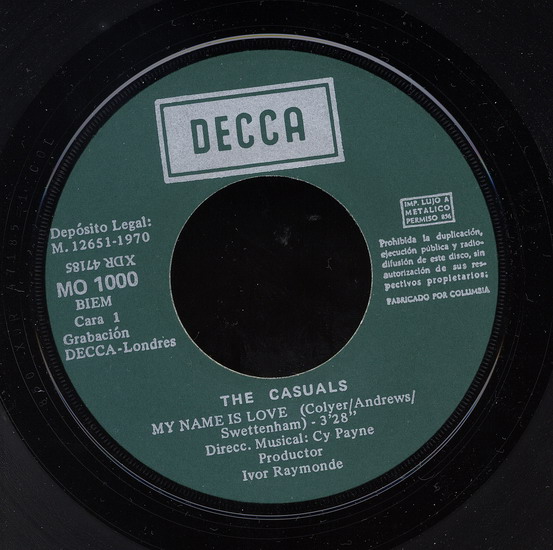 DECCA
Depósito Legal:
M. 12651-1970
XDR 47185
MO 1000
BIEM
Cara 1
Grabación
DECCA-Londres
IMP. LUJO A
METALICO
PERMISO 856
Prohibida la duplicación,
ejecución pública y radio-
difusión de este disco, sin
autorización de sus res-
pectivos propietarios;
FABRICADO POR COLUMBIA
THE CASUALS
MY NAME IS LOVE (Colyer/Andrews/
Swettenham) - 3'28"
Direcc. Musical: Cy Payne
Productor
Ivor Raymonde